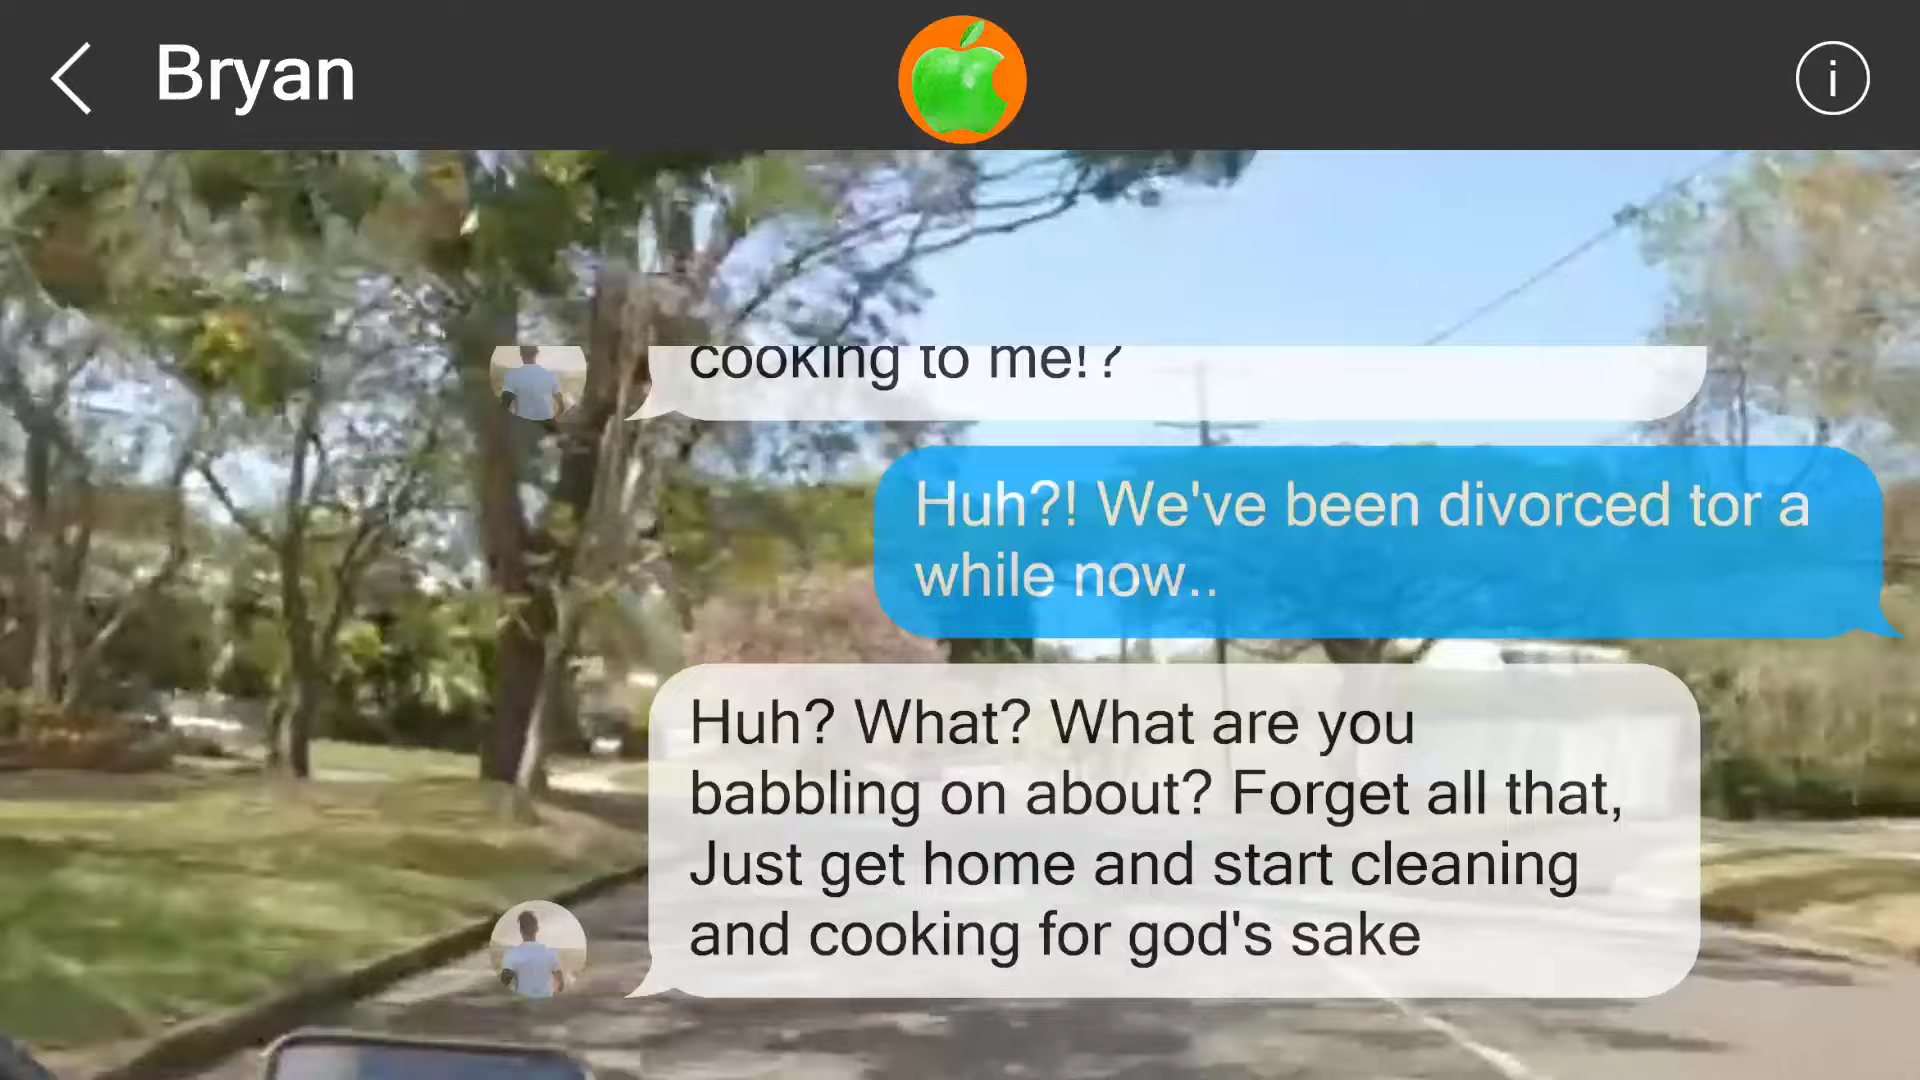 Bryan
i
cooking to me!?
Huh?! We've been divorced tor a
while now..
Huh? What? What are you
babbling on about? Forget all that,
Just get home and start cleaning
and cooking for god's sake